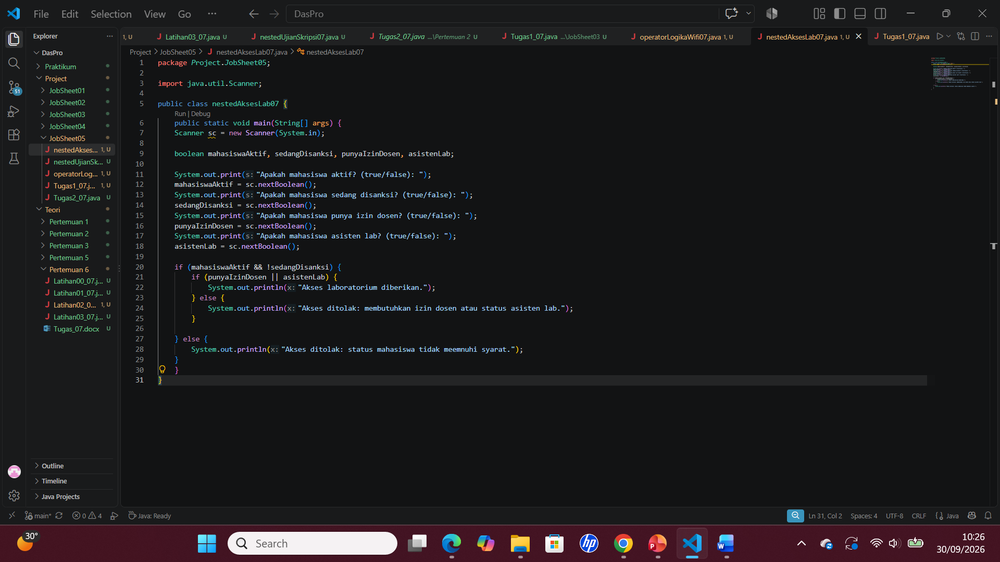 File Edit Selection View Go ··· DasPro
Explorer ···
DasPro
Praktikum
Project
JobSheet01
JobSheet02
JobSheet03
JobSheet04
JobSheet05
nestedAkses... 1, U
nestedUjianSk... U
operatorLog... 1, U
Tugas1_07.j... 1, U
Tugas2_07.java U
Teori
Pertemuan 1
Pertemuan 2
Pertemuan 3
Pertemuan 5
Pertemuan 6
Latihan00_07.j... U
Latihan01_07.j... U
Latihan02_0... 1, U
Latihan03_07.j... U
Tugas_07.docx U
Outline
Timeline
Java Projects
51
1, U Latihan03_07.java U nestedUjianSkripsi07.java U Tugas2_07.java ...\Pertemuan 2 U Tugas1_07.java ...\JobSheet03 U operatorLogikaWifi07.java 1, U nestedAksesLab07.java 1, U Tugas1_07.java ···
Project > JobSheet05 > nestedAksesLab07.java > nestedAksesLab07
1 package Project.JobSheet05;
2
3 import java.util.Scanner;
4
5 public class nestedAksesLab07 {
Run | Debug
6 public static void main(String[] args) {
7 Scanner sc = new Scanner(System.in);
8
9 boolean mahasiswaAktif, sedangDisanksi, punyaIzinDosen, asistenLab;
10
11 System.out.print(s: "Apakah mahasiswa aktif? (true/false): ");
12 mahasiswaAktif = sc.nextBoolean();
13 System.out.print(s: "Apakah mahasiswa sedang disanksi? (true/false): ");
14 sedangDisanksi = sc.nextBoolean();
15 System.out.print(s: "Apakah mahasiswa punya izin dosen? (true/false): ");
16 punyaIzinDosen = sc.nextBoolean();
17 System.out.print(s: "Apakah mahasiswa asisten lab? (true/false): ");
18 asistenLab = sc.nextBoolean();
19
20 if (mahasiswaAktif && !sedangDisanksi) {
21 if (punyaIzinDosen || asistenLab) {
22 System.out.println(x: "Akses laboratorium diberikan.");
23 } else {
24 System.out.println(x: "Akses ditolak: membutuhkan izin dosen atau status asisten lab.");
25 }
26
27 } else {
28 System.out.println(x: "Akses ditolak: status mahasiswa tidak meemnuhi syarat.");
29 }
30 }
31 }
main* 0 4 Java: Ready Ln 31, Col 2 Spaces: 4 UTF-8 CRLF {} Java
30° Search 10:26
30/09/2026